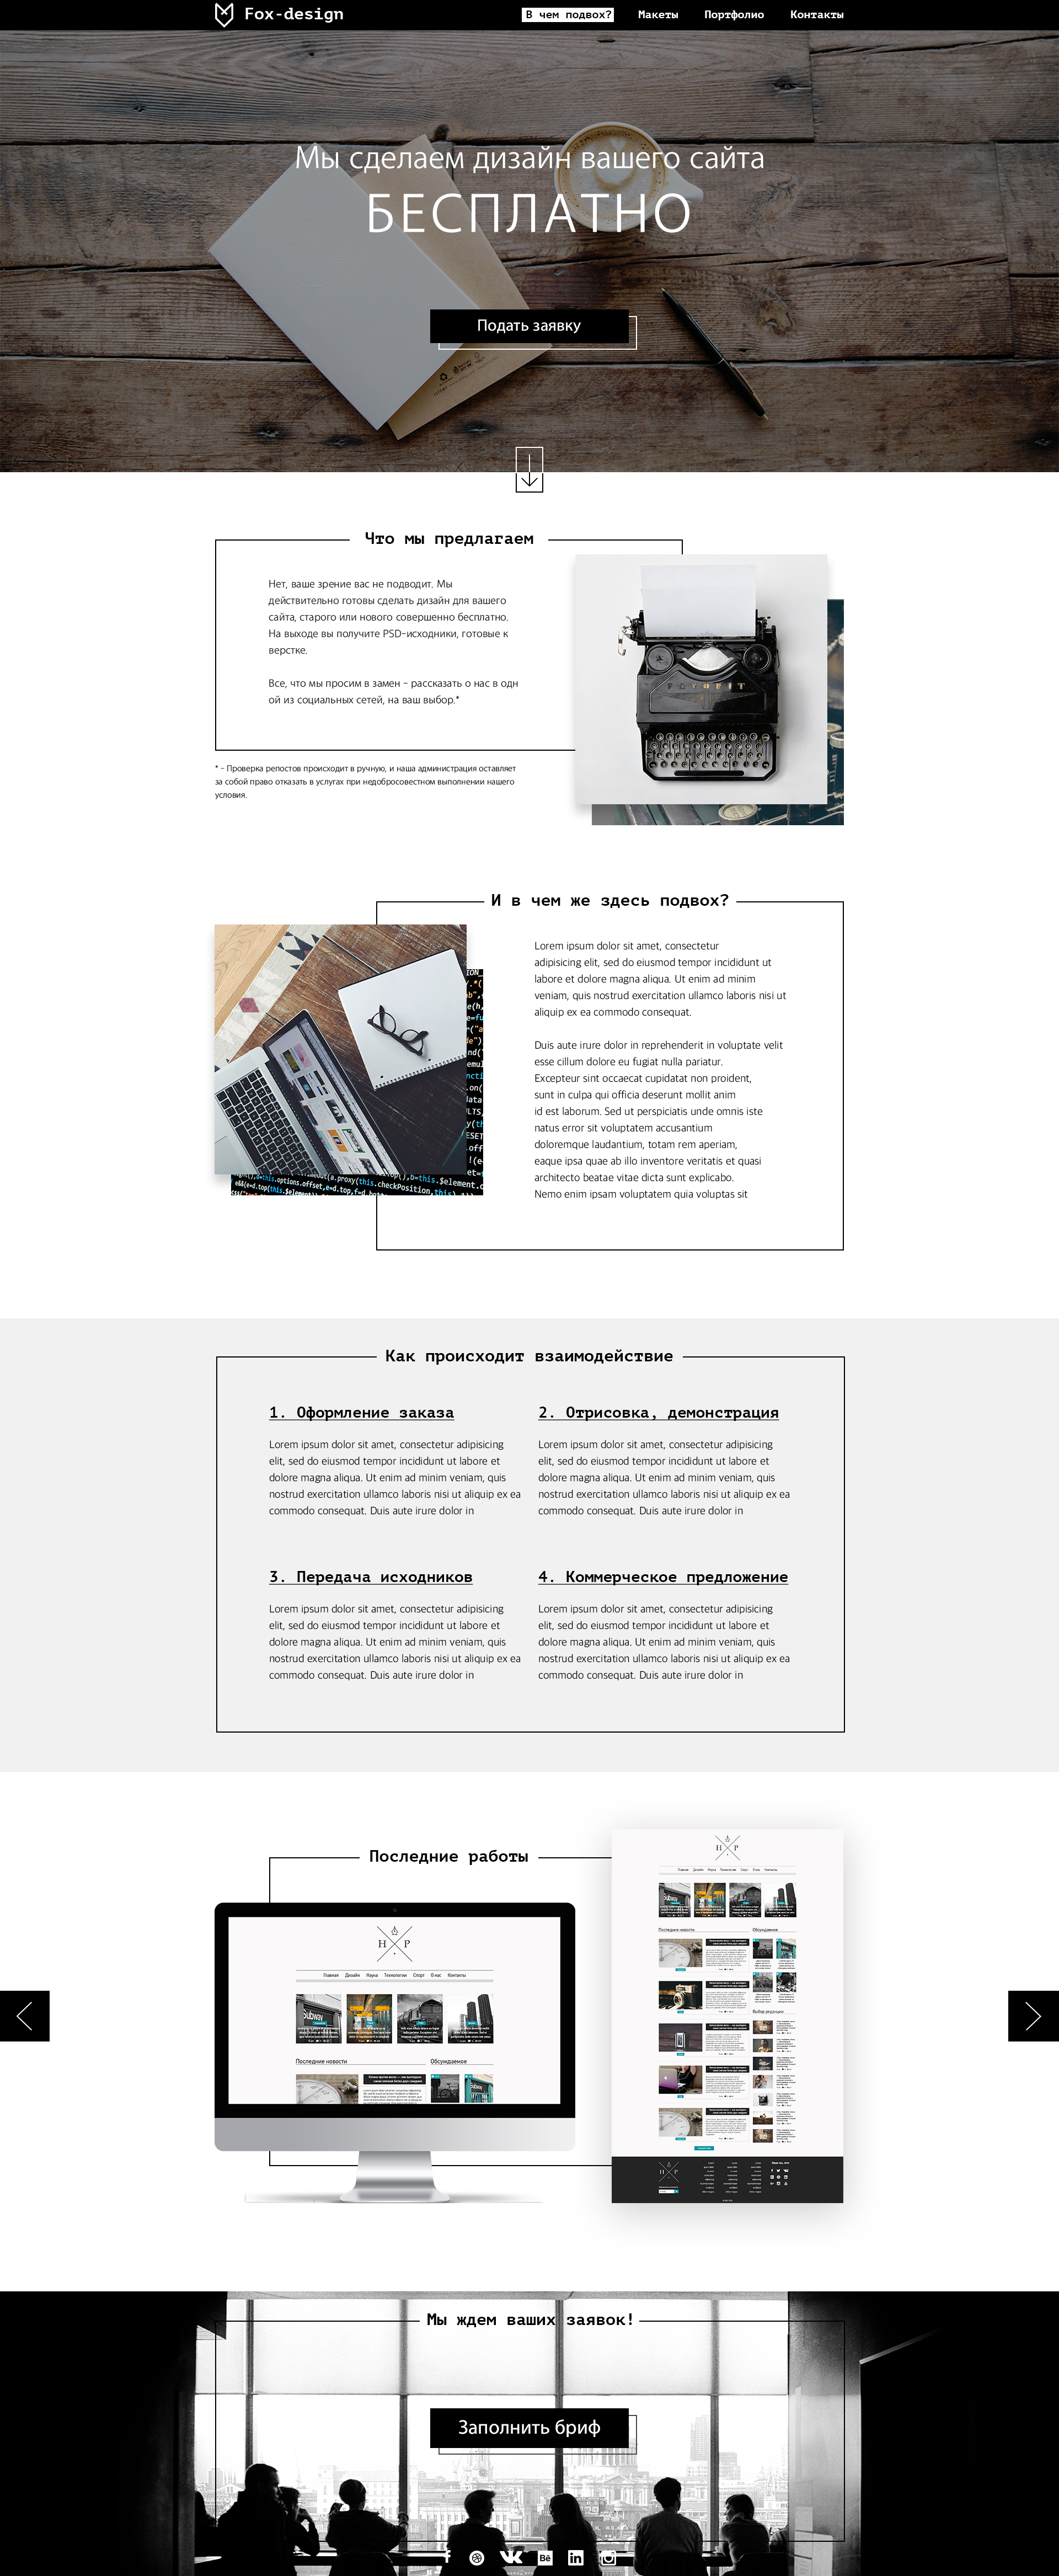 Fox-design
В чем подвох?
Макеты
Портфолио
Контакты
Мы сделаем дизайн вашего сайта
БЕСПЛАТНО
Подать заявку
Что мы предлагаем
Нет, ваше зрение вас не подводит. Мы
действительно готовы сделать дизайн для вашего
сайта, старого или нового совершенно бесплатно.
На выходе вы получите PSD-исходники, готовые к
верстке.
Все, что мы просим в замен - рассказать о нас в одн
ой из социальных сетей, на ваш выбор.*
* - Проверка репостов происходит в ручную, и наша администрация оставляет
за собой право отказать в услугах при недобросовестном выполнении нашего
условия.
И в чем же здесь подвох?
Lorem ipsum dolor sit amet, consectetur
adipisicing elit, sed do eiusmod tempor incididunt ut
labore et dolore magna aliqua. Ut enim ad minim
veniam, quis nostrud exercitation ullamco laboris nisi ut
aliquip ex ea commodo consequat.
Duis aute irure dolor in reprehenderit in voluptate velit
esse cillum dolore eu fugiat nulla pariatur.
Excepteur sint occaecat cupidatat non proident,
sunt in culpa qui officia deserunt mollit anim
id est laborum. Sed ut perspiciatis unde omnis iste
natus error sit voluptatem accusantium
doloremque laudantium, totam rem aperiam,
eaque ipsa quae ab illo inventore veritatis et quasi
architecto beatae vitae dicta sunt explicabo.
Nemo enim ipsam voluptatem quia voluptas sit
Как происходит взаимодействие
1. Оформление заказа
Lorem ipsum dolor sit amet, consectetur adipisicing
elit, sed do eiusmod tempor incididunt ut labore et
dolore magna aliqua. Ut enim ad minim veniam, quis
nostrud exercitation ullamco laboris nisi ut aliquip ex ea
commodo consequat. Duis aute irure dolor in
2. Отрисовка, демонстрация
Lorem ipsum dolor sit amet, consectetur adipisicing
elit, sed do eiusmod tempor incididunt ut labore et
dolore magna aliqua. Ut enim ad minim veniam, quis
nostrud exercitation ullamco laboris nisi ut aliquip ex ea
commodo consequat. Duis aute irure dolor in
3. Передача исходников
Lorem ipsum dolor sit amet, consectetur adipisicing
elit, sed do eiusmod tempor incididunt ut labore et
dolore magna aliqua. Ut enim ad minim veniam, quis
nostrud exercitation ullamco laboris nisi ut aliquip ex ea
commodo consequat. Duis aute irure dolor in
4. Коммерческое предложение
Lorem ipsum dolor sit amet, consectetur adipisicing
elit, sed do eiusmod tempor incididunt ut labore et
dolore magna aliqua. Ut enim ad minim veniam, quis
nostrud exercitation ullamco laboris nisi ut aliquip ex ea
commodo consequat. Duis aute irure dolor in
Последние работы
H P
Главная Дизайн Наука Технологии Спорт О нас Контакты
Последние новости
Обсуждаемое
H P
Главная Дизайн Наука Технологии Спорт О нас Контакты
Последние новости
Обсуждаемое
Выбор редакции
H P
Мы ждем ваших заявок!
Заполнить бриф